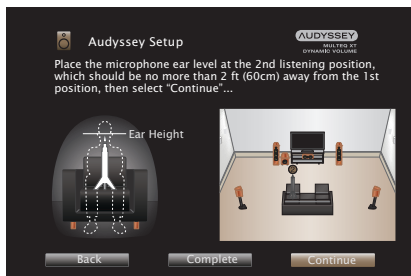 Audyssey Setup
AUDYSSEY
MULTEQ XT
DYNAMIC VOLUME
Place the microphone ear level at the 2nd listening position,
which should be no more than 2 ft (60cm) away from the 1st
position, then select “Continue”...
Ear Height
Back
Complete
Continue